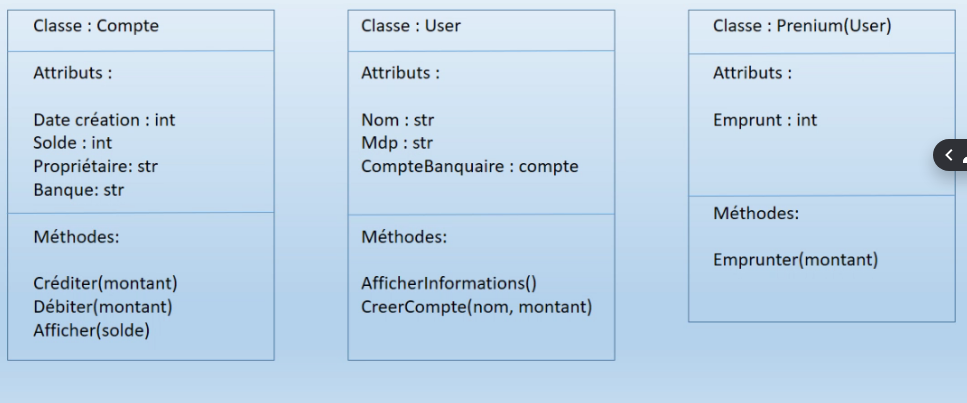 Classe : Compte
Attributs :
Date création : int
Solde : int
Propriétaire: str
Banque: str
Méthodes:
Créditer(montant)
Débiter(montant)
Afficher(solde)
Classe : User
Attributs :
Nom : str
Mdp : str
CompteBanquaire : compte
Méthodes:
AfficherInformations()
CreerCompte(nom, montant)
Classe : Prenium(User)
Attributs :
Emprunt : int
Méthodes:
Emprunter(montant)